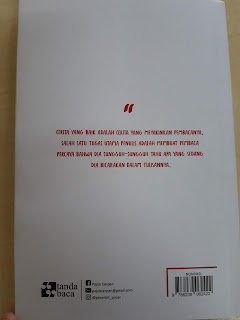 "
CERITA YANG BAIK ADALAH CERITA YANG MEYAKINKAN PEMBACANYA,
SALAH SATU TUGAS UTAMA PENULIS ADALAH MEMBUAT PEMBACA
PERCAYA BAHWA DIA SUNGGUH-SUNGGUH TAHU APA YANG SEDANG
DIA BICARAKAN DALAM TULISANNYA.
tanda
baca